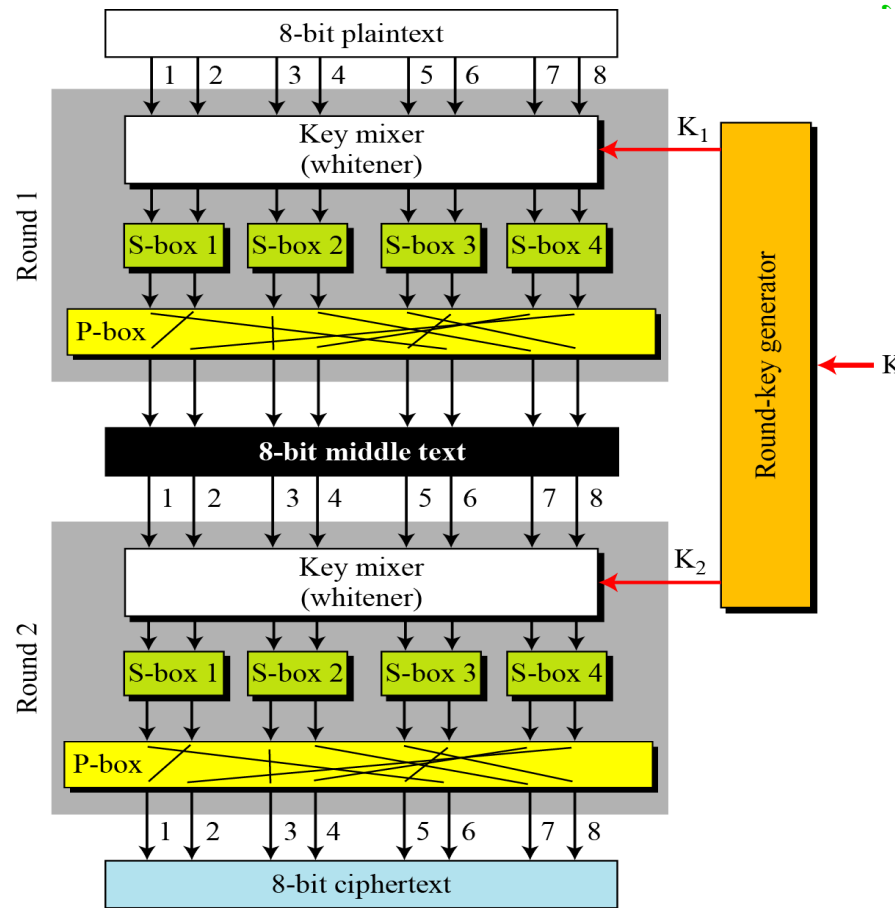 8-bit plaintext
1 2 3 4 5 6 7 8
Round 1
Key mixer
(whitener)
K1
S-box 1 S-box 2 S-box 3 S-box 4
P-box
Round-key generator
K
8-bit middle text
1 2 3 4 5 6 7 8
Round 2
Key mixer
(whitener)
K2
S-box 1 S-box 2 S-box 3 S-box 4
P-box
1 2 3 4 5 6 7 8
8-bit ciphertext